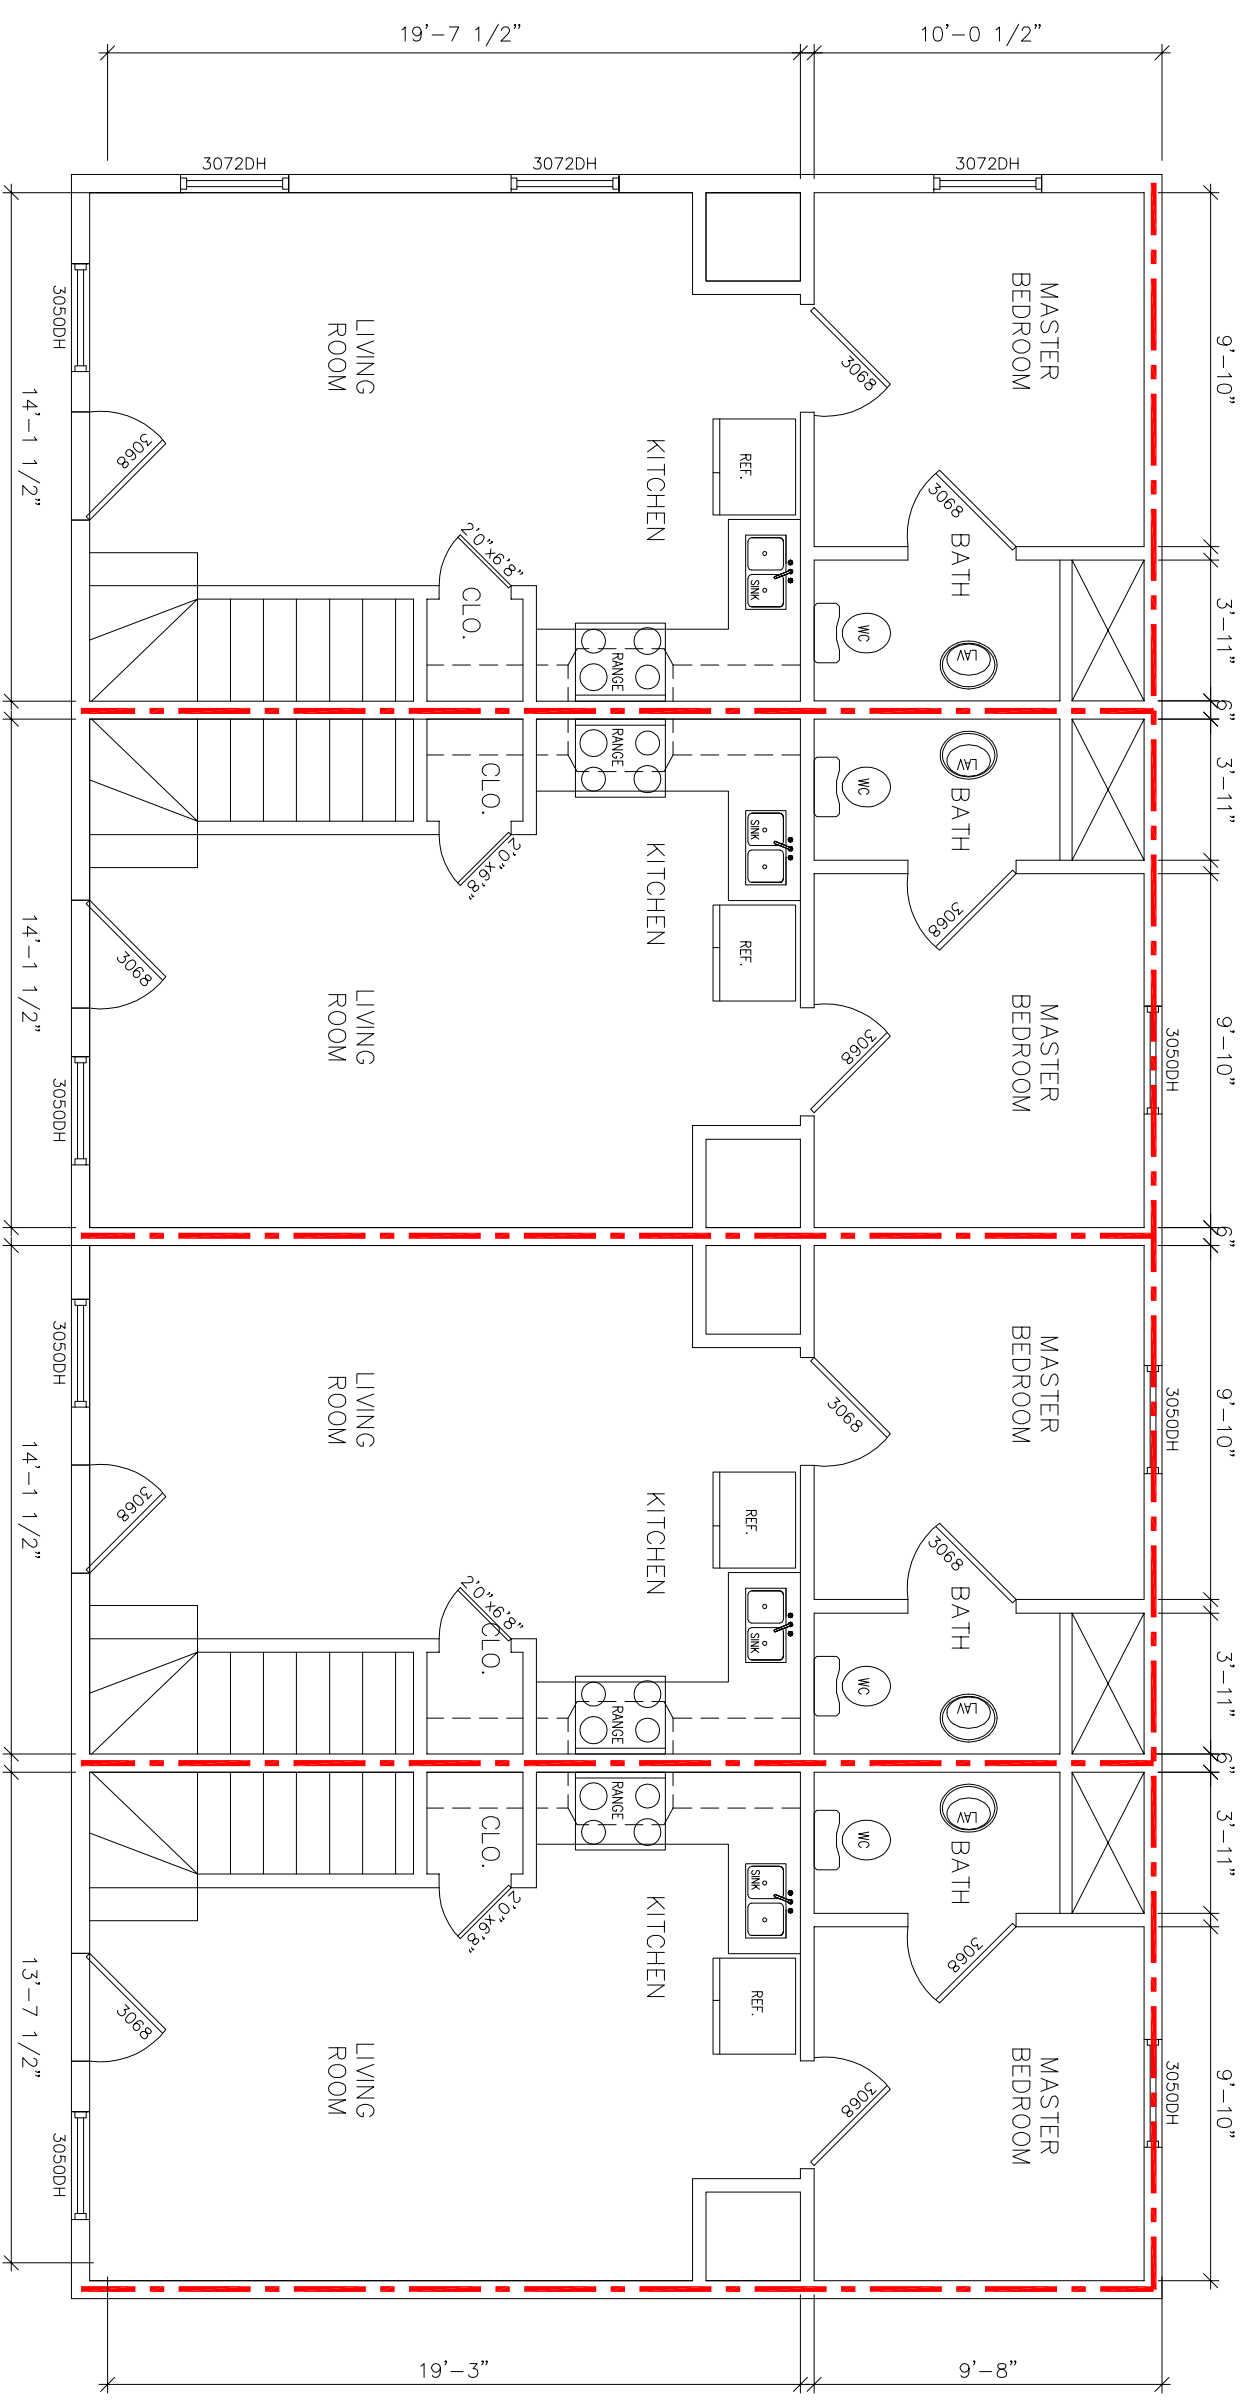 19'-7 1/2"
10'-0 1/2"
3072DH
3072DH
3072DH
3050DH
14'-1 1/2"
3068
LIVING
ROOM
KITCHEN
REF.
SINK
RANGE
2'0"x6'8"
CLO.
3068
MASTER
BEDROOM
3068
BATH
WC
LAV
9'-10"
3'-11"
6"
3'-11"
LAV
WC
BATH
3068
RANGE
SINK
CLO.
2'0"x6'8"
KITCHEN
REF.
3068
14'-1 1/2"
LIVING
ROOM
3068
MASTER
BEDROOM
3050DH
3050DH
9'-10"
6"
3050DH
LIVING
ROOM
3068
MASTER
BEDROOM
3050DH
9'-10"
14'-1 1/2"
3068
KITCHEN
REF.
SINK
RANGE
2'0"x6'8"
CLO.
3068
BATH
WC
LAV
3'-11"
6"
3'-11"
LAV
WC
BATH
3068
RANGE
SINK
CLO.
2'0"x6'8"
KITCHEN
REF.
3068
13'-7 1/2"
LIVING
ROOM
3068
MASTER
BEDROOM
3050DH
3050DH
9'-10"
19'-3"
9'-8"